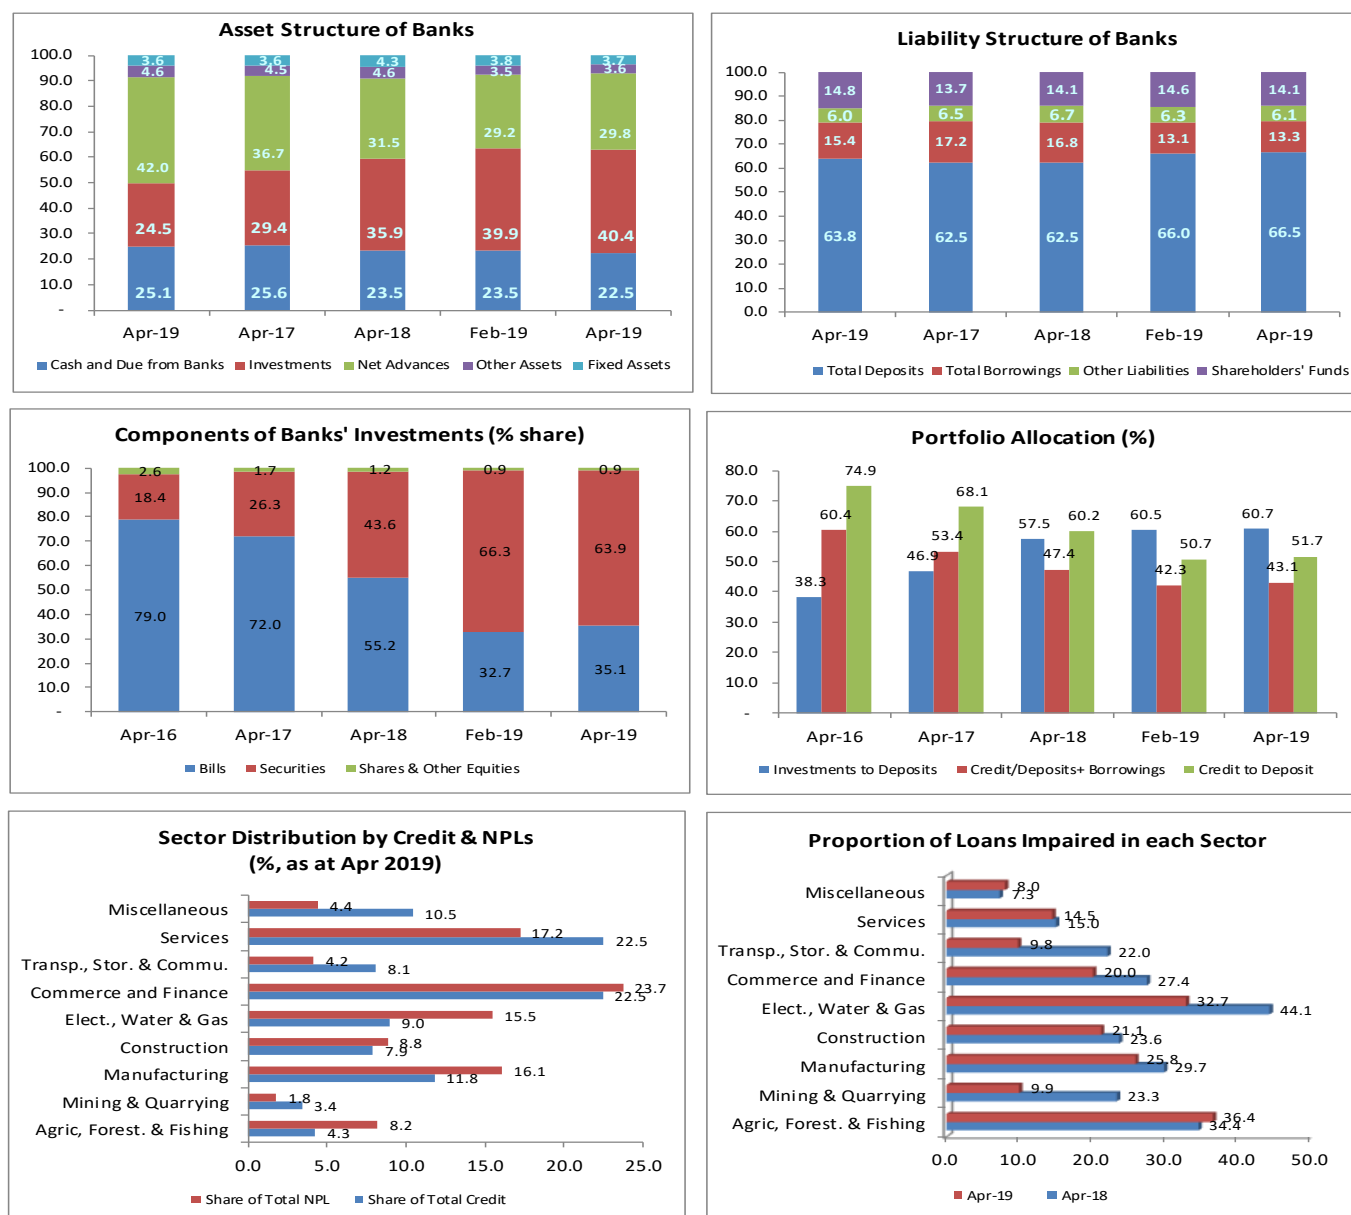 Asset Structure of Banks
100.0
90.0
80.0
70.0
60.0
50.0
40.0
30.0
20.0
10.0
-
3.6 3.6 4.3 3.8 3.7
4.6 4.5 4.6 3.5 3.6
42.0 36.7 31.5 29.2 29.8
24.5 29.4 35.9 39.9 40.4
25.1 25.6 23.5 23.5 22.5
Apr-19 Apr-17 Apr-18 Feb-19 Apr-19
Cash and Due from Banks Investments Net Advances Other Assets Fixed Assets
Liability Structure of Banks
100.0
90.0
80.0
70.0
60.0
50.0
40.0
30.0
20.0
10.0
0.0
14.8 13.7 14.1 14.6 14.1
6.0 6.5 6.7 6.3 6.1
15.4 17.2 16.8 13.1 13.3
63.8 62.5 62.5 66.0 66.5
Apr-19 Apr-17 Apr-18 Feb-19 Apr-19
Total Deposits Total Borrowings Other Liabilities Shareholders' Funds
Components of Banks' Investments (% share)
100.0
90.0
80.0
70.0
60.0
50.0
40.0
30.0
20.0
10.0
-
2.6 1.7 1.2 0.9 0.9
18.4 26.3 43.6 66.3 63.9
79.0 72.0 55.2 32.7 35.1
Apr-16 Apr-17 Apr-18 Feb-19 Apr-19
Bills Securities Shares & Other Equities
Portfolio Allocation (%)
80.0
70.0
60.0
50.0
40.0
30.0
20.0
10.0
-
38.3 60.4 74.9 46.9 53.4 68.1 57.5 47.4 60.2 60.5 42.3 50.7 60.7 43.1 51.7
Apr-16 Apr-17 Apr-18 Feb-19 Apr-19
Investments to Deposits Credit/Deposits+ Borrowings Credit to Deposit
Sector Distribution by Credit & NPLs
(%, as at Apr 2019)
Miscellaneous 4.4 10.5
Services 17.2 22.5
Transp., Stor. & Commu. 4.2 8.1
Commerce and Finance 23.7 22.5
Elect., Water & Gas 15.5 9.0
Construction 8.8 7.9
Manufacturing 16.1 11.8
Mining & Quarrying 1.8 3.4
Agric, Forest. & Fishing 8.2 4.3
0.0 5.0 10.0 15.0 20.0 25.0
Share of Total NPL Share of Total Credit
Proportion of Loans Impaired in each Sector
Miscellaneous 8.0 7.3
Services 14.5 15.0
Transp., Stor. & Commu. 9.8 22.0
Commerce and Finance 20.0 27.4
Elect., Water & Gas 32.7 44.1
Construction 21.1 23.6
Manufacturing 25.8 29.7
Mining & Quarrying 9.9 23.3
Agric, Forest. & Fishing 36.4 34.4
0.0 10.0 20.0 30.0 40.0 50.0
Apr-19 Apr-18